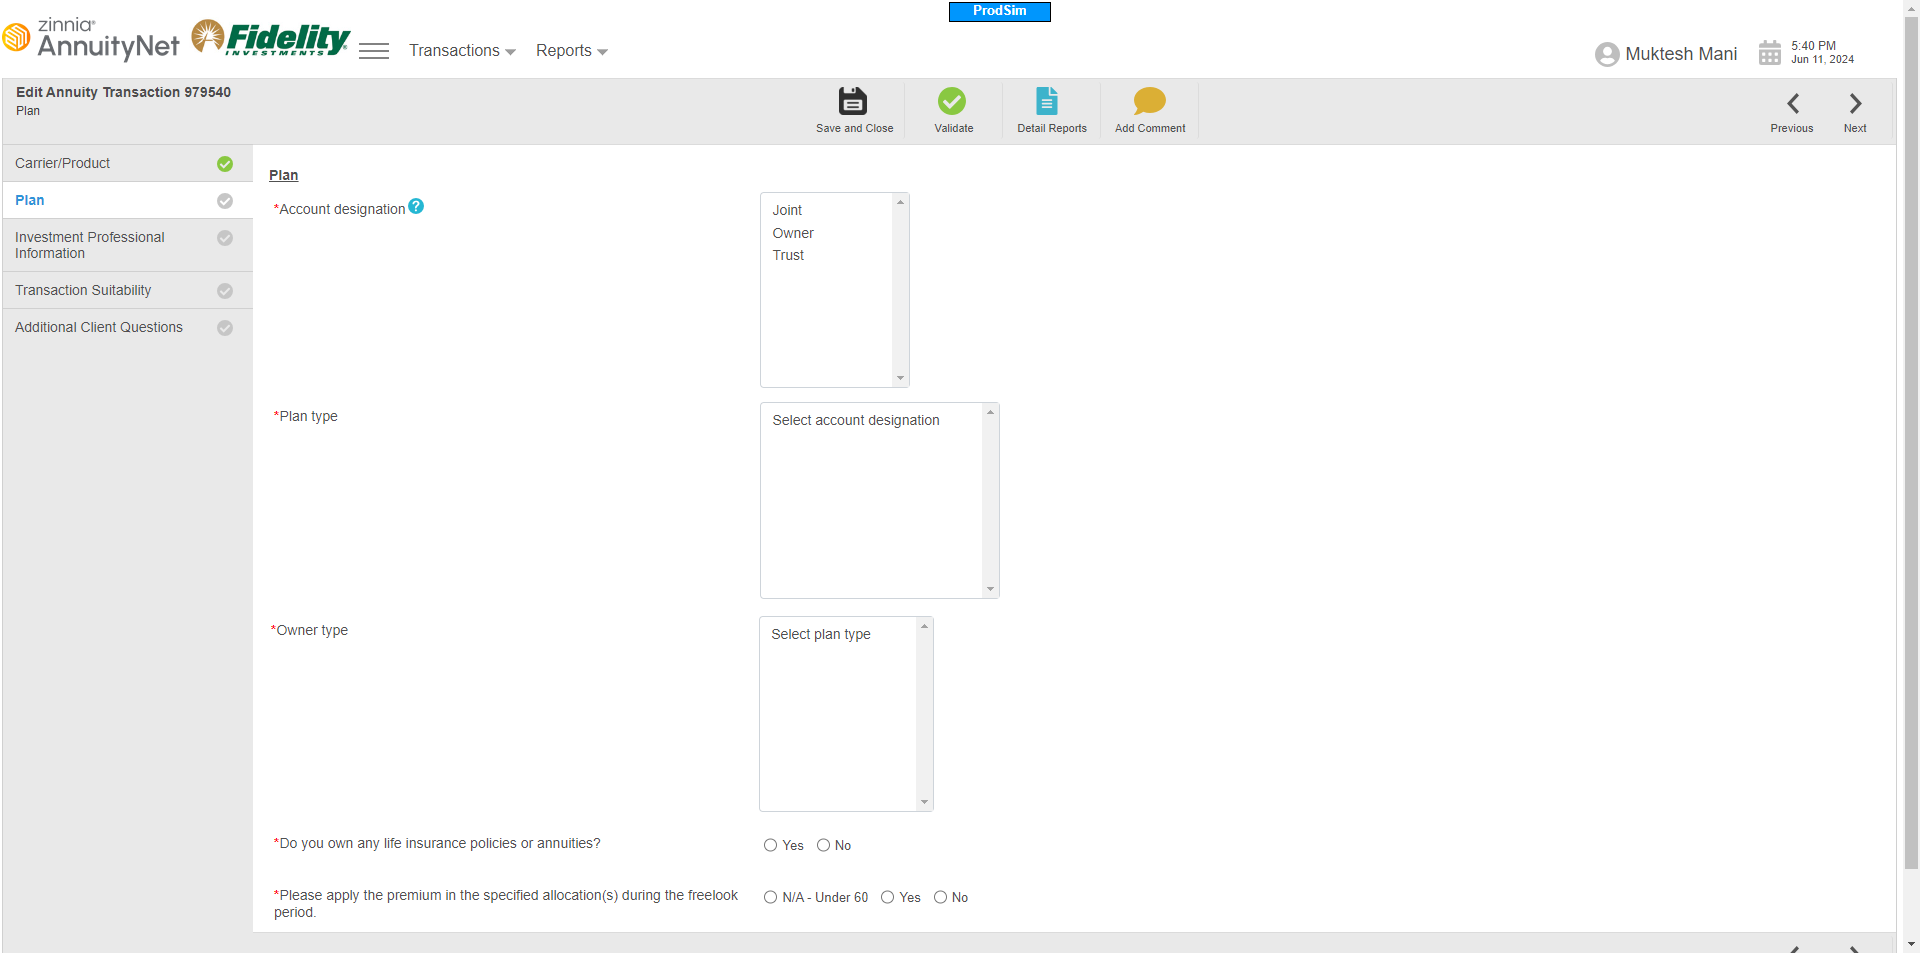 ProdSim
zinnia®
AnnuityNet
Fidelity
INVESTMENTS®
Transactions
Reports
Muktesh Mani
5:40 PM
Jun 11, 2024
Edit Annuity Transaction 979540
Plan
Save and Close
Validate
Detail Reports
Add Comment
Previous
Next
Carrier/Product
Plan
Investment Professional
Information
Transaction Suitability
Additional Client Questions
Plan
*Account designation ?
Joint
Owner
Trust
*Plan type
Select account designation
*Owner type
Select plan type
*Do you own any life insurance policies or annuities?
Yes No
*Please apply the premium in the specified allocation(s) during the freelook
period.
N/A - Under 60 Yes No